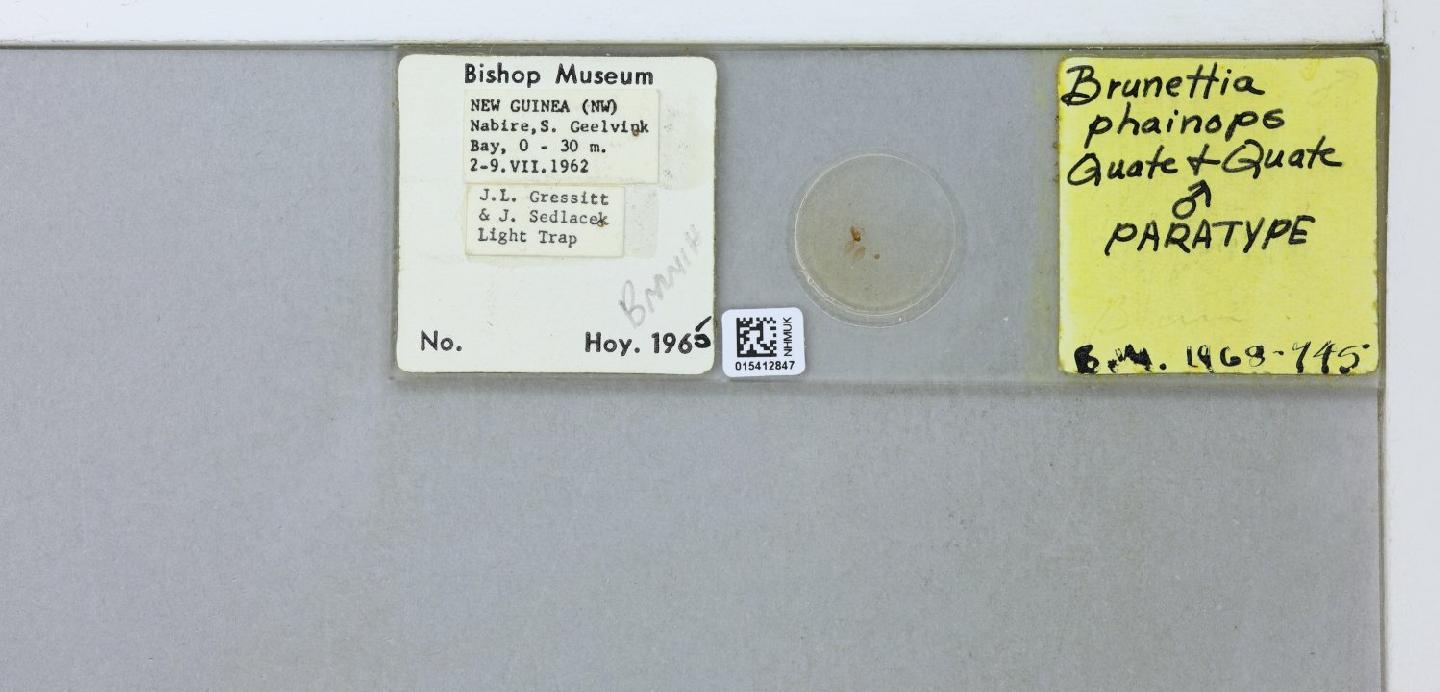 Bishop Museum
NEW GUINEA (NW)
Nabire, S. Geelvink
Bay, 0 - 30 m.
2-9.VII.1962
J.L. Gressitt
& J. Sedlacek
Light Trap
No.
Hoy. 1965
NHMUK
015412847
Brunettia
phainops
Quate + Quate
♂
PARATYPE
B.M. 1968-745